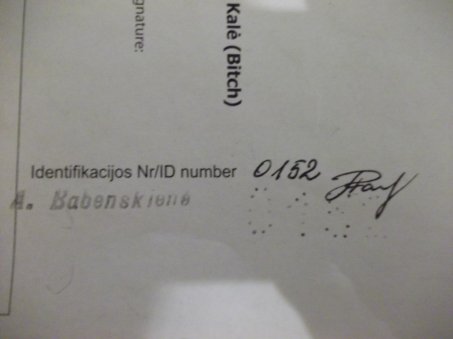 gnature:
Kalė (Bitch)
Identifikacijos Nr/ID number 0152
A. Babenskienė